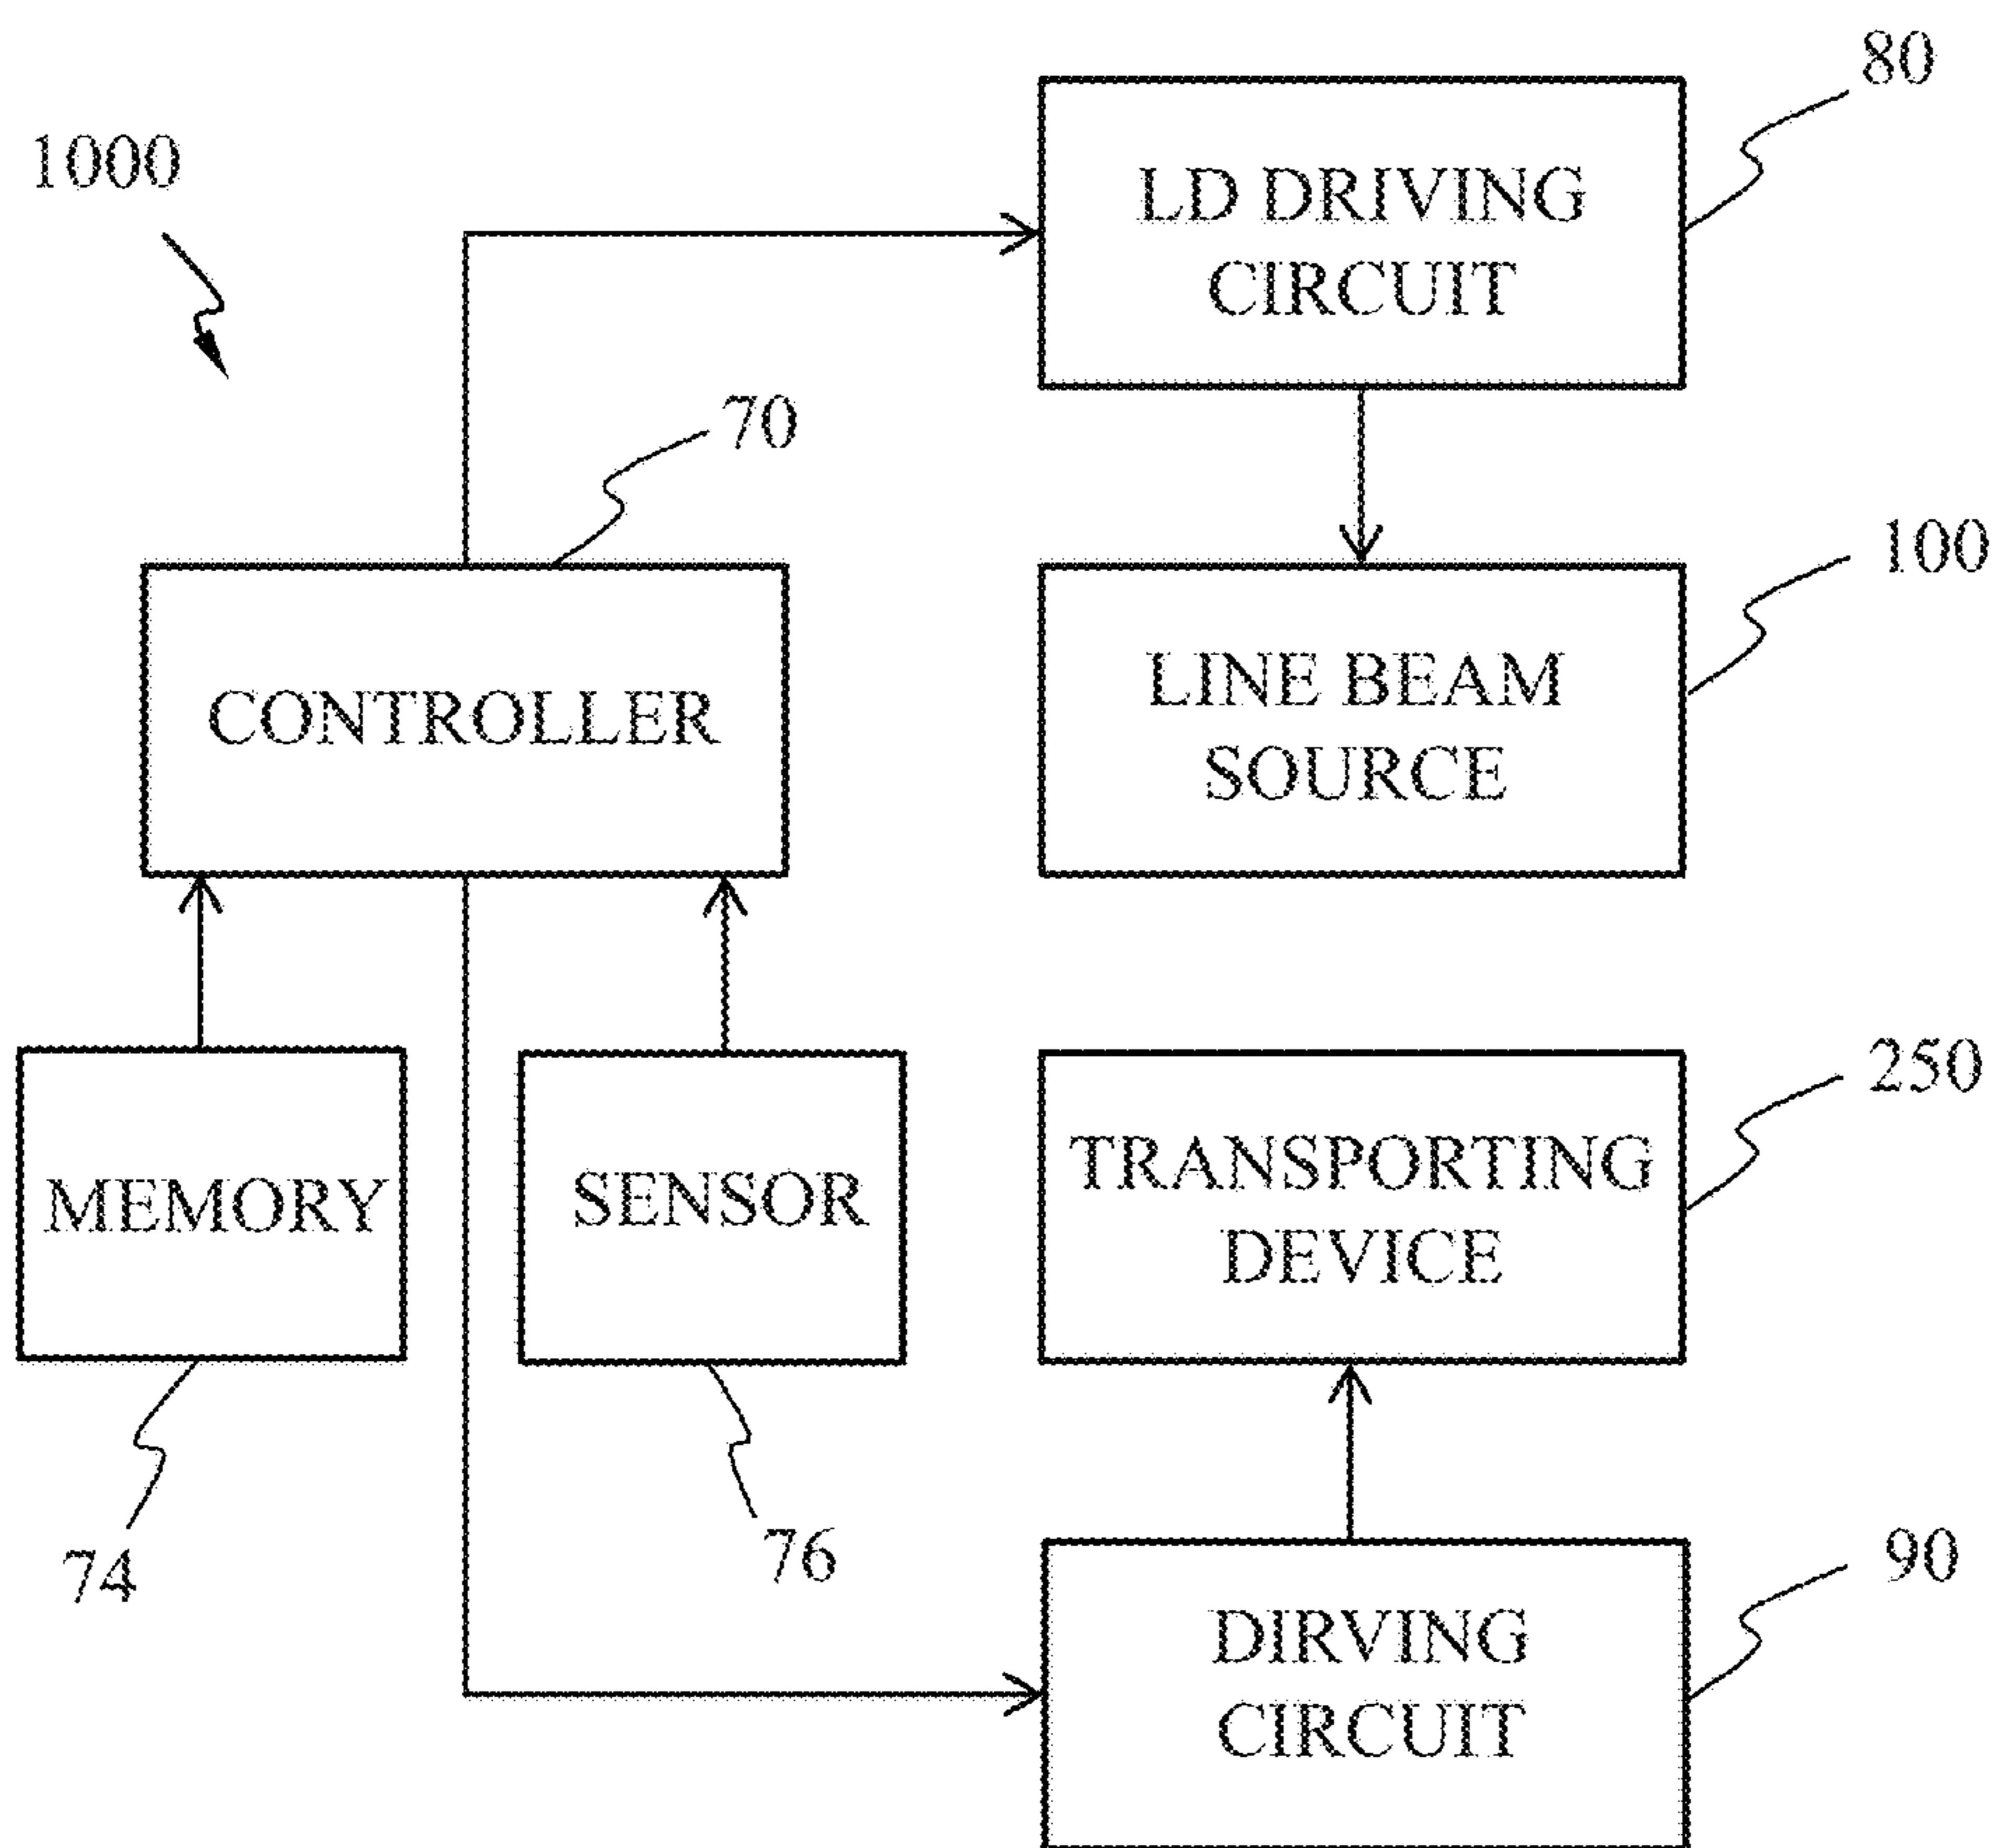 80
1000
LD DRIVING
CIRCUIT
70
100
CONTROLLER
LINE BEAM
SOURCE
250
MEMORY
SENSOR
TRANSPORTING
DEVICE
74
76
90
DIRVING
CIRCUIT